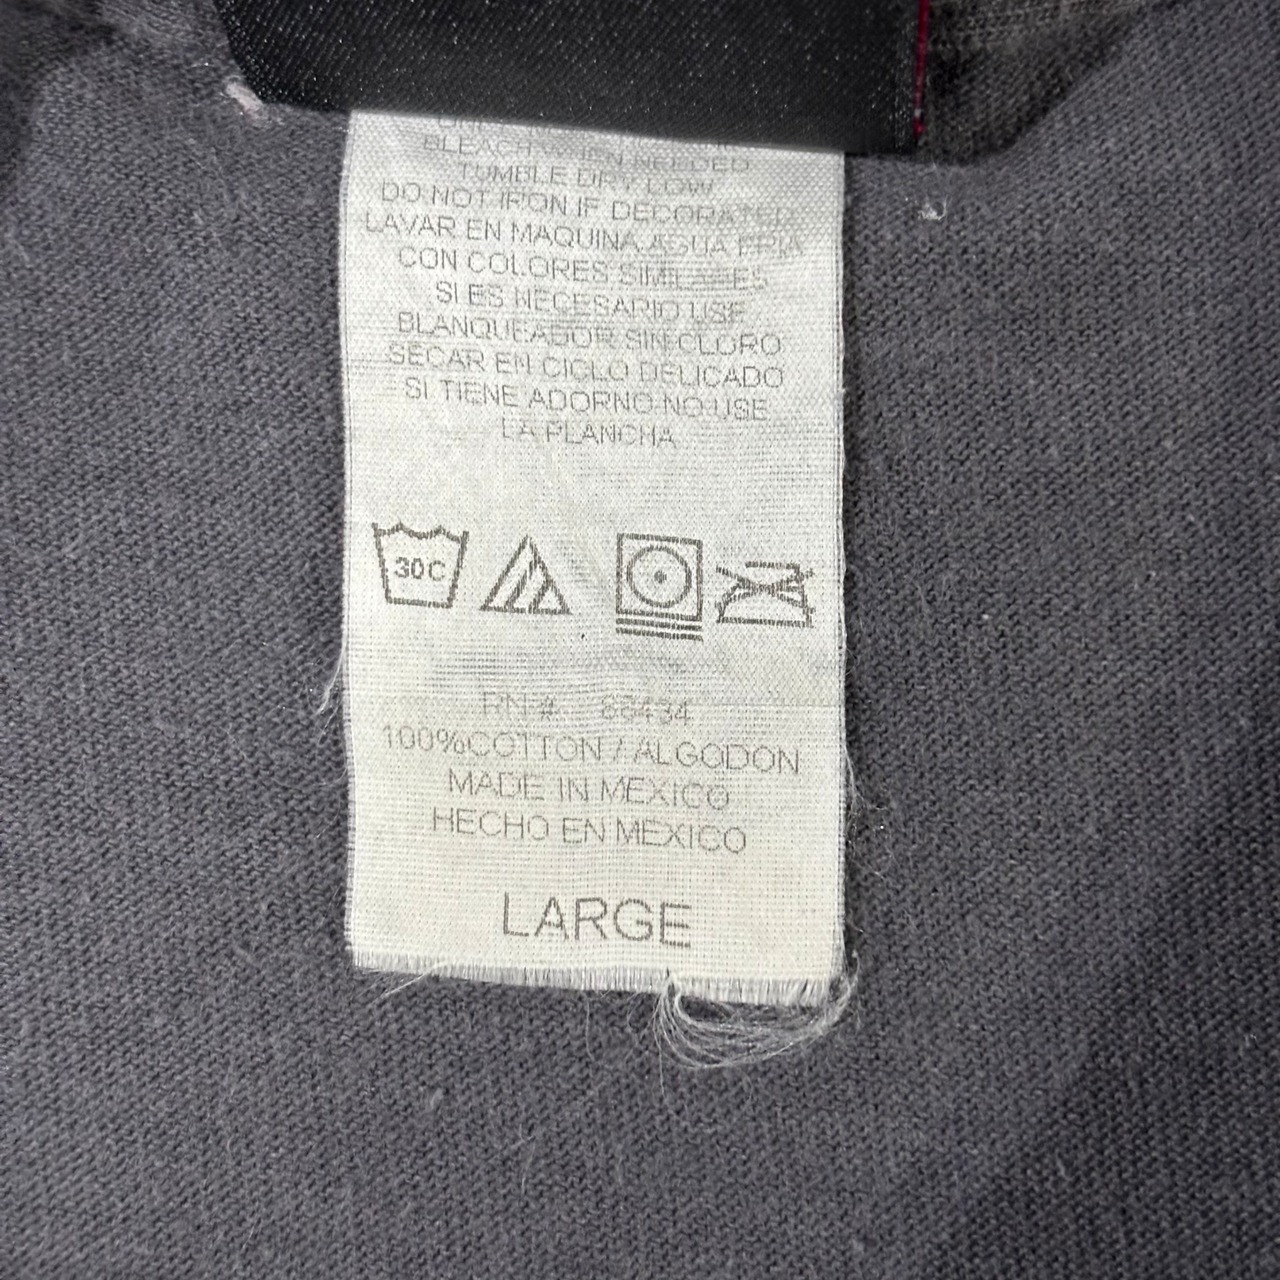 BLEACH WHEN NEEDED
TUMBLE DRY LOW
DO NOT IRON IF DECORATED
LAVAR EN MAQUINA AGUA FRIA
CON COLORES SIMILARES
SI ES NECESARIO USE
BLANQUEADOR SIN CLORO
SECAR EN CICLO DELICADO
SI TIENE ADORNO NO USE
LA PLANCHA
30C
RN #
100%COTTON / ALGODON
MADE IN MEXICO
HECHO EN MEXICO
LARGE